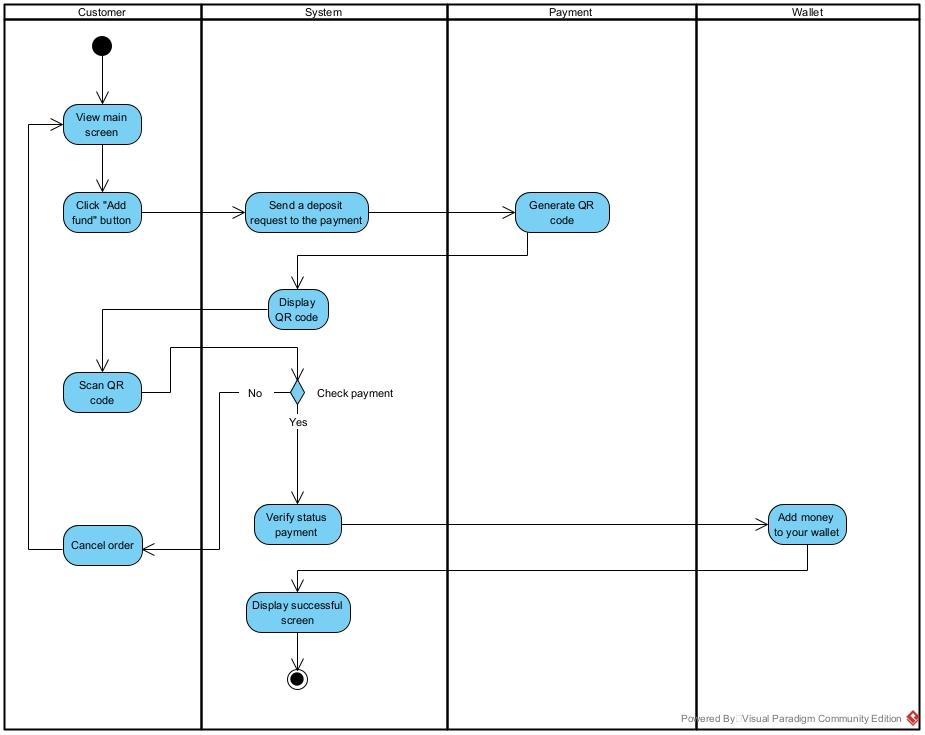 Customer
System
Payment
Wallet
View main
screen
Click "Add
fund" button
Send a deposit
request to the payment
Generate QR
code
Display
QR code
Scan QR
code
No
Check payment
Yes
Verify status
payment
Add money
to your wallet
Cancel order
Display successful
screen
Powered By Visual Paradigm Community Edition